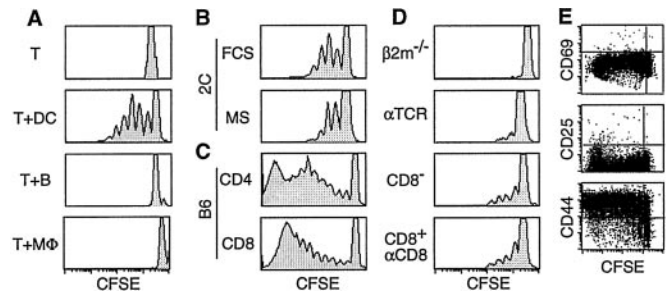 A
T
T+DC
T+B
T+MΦ
CFSE
B
2C
FCS
MS
C
B6
CD4
CD8
CFSE
D
β2m-/-
αTCR
CD8-
CD8+
αCD8
CFSE
E
CD69
CD25
CD44
CFSE